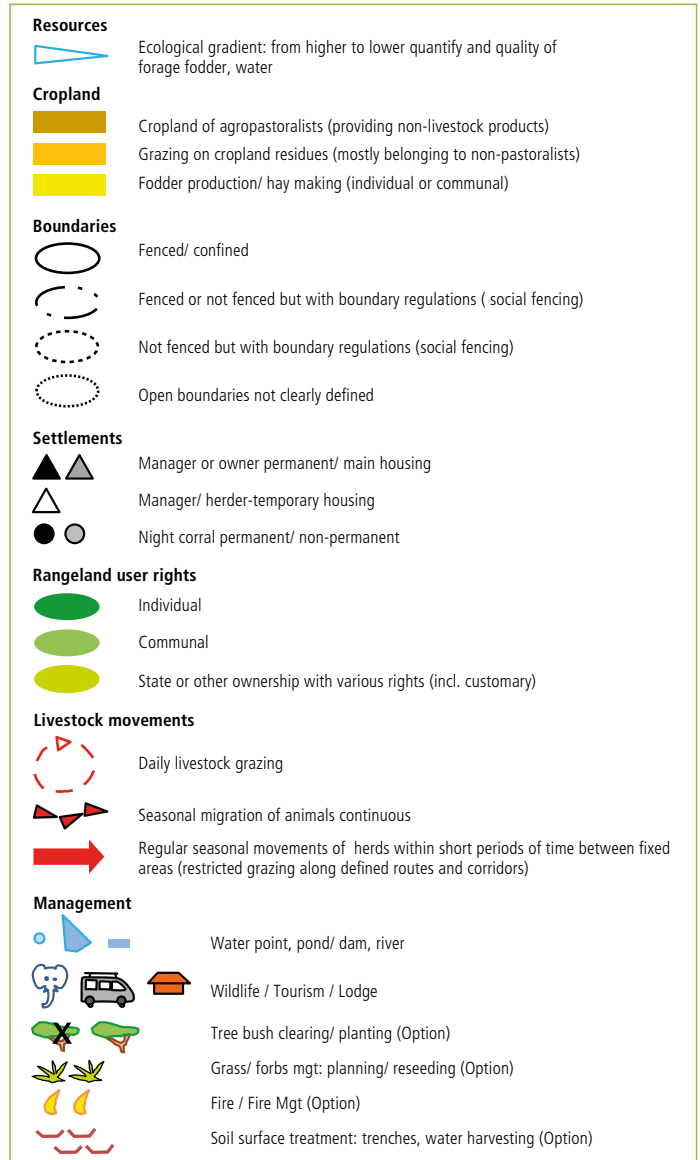 Resources
Ecological gradient: from higher to lower quantify and quality of
forage fodder, water
Cropland
Cropland of agropastoralists (providing non-livestock products)
Grazing on cropland residues (mostly belonging to non-pastoralists)
Fodder production/ hay making (individual or communal)
Boundaries
Fenced/ confined
Fenced or not fenced but with boundary regulations ( social fencing)
Not fenced but with boundary regulations (social fencing)
Open boundaries not clearly defined
Settlements
Manager or owner permanent/ main housing
Manager/ herder-temporary housing
Night corral permanent/ non-permanent
Rangeland user rights
Individual
Communal
State or other ownership with various rights (incl. customary)
Livestock movements
Daily livestock grazing
Seasonal migration of animals continuous
Regular seasonal movements of herds within short periods of time between fixed
areas (restricted grazing along defined routes and corridors)
Management
Water point, pond/ dam, river
Wildlife / Tourism / Lodge
Tree bush clearing/ planting (Option)
Grass/ forbs mgt: planning/ reseeding (Option)
Fire / Fire Mgt (Option)
Soil surface treatment: trenches, water harvesting (Option)